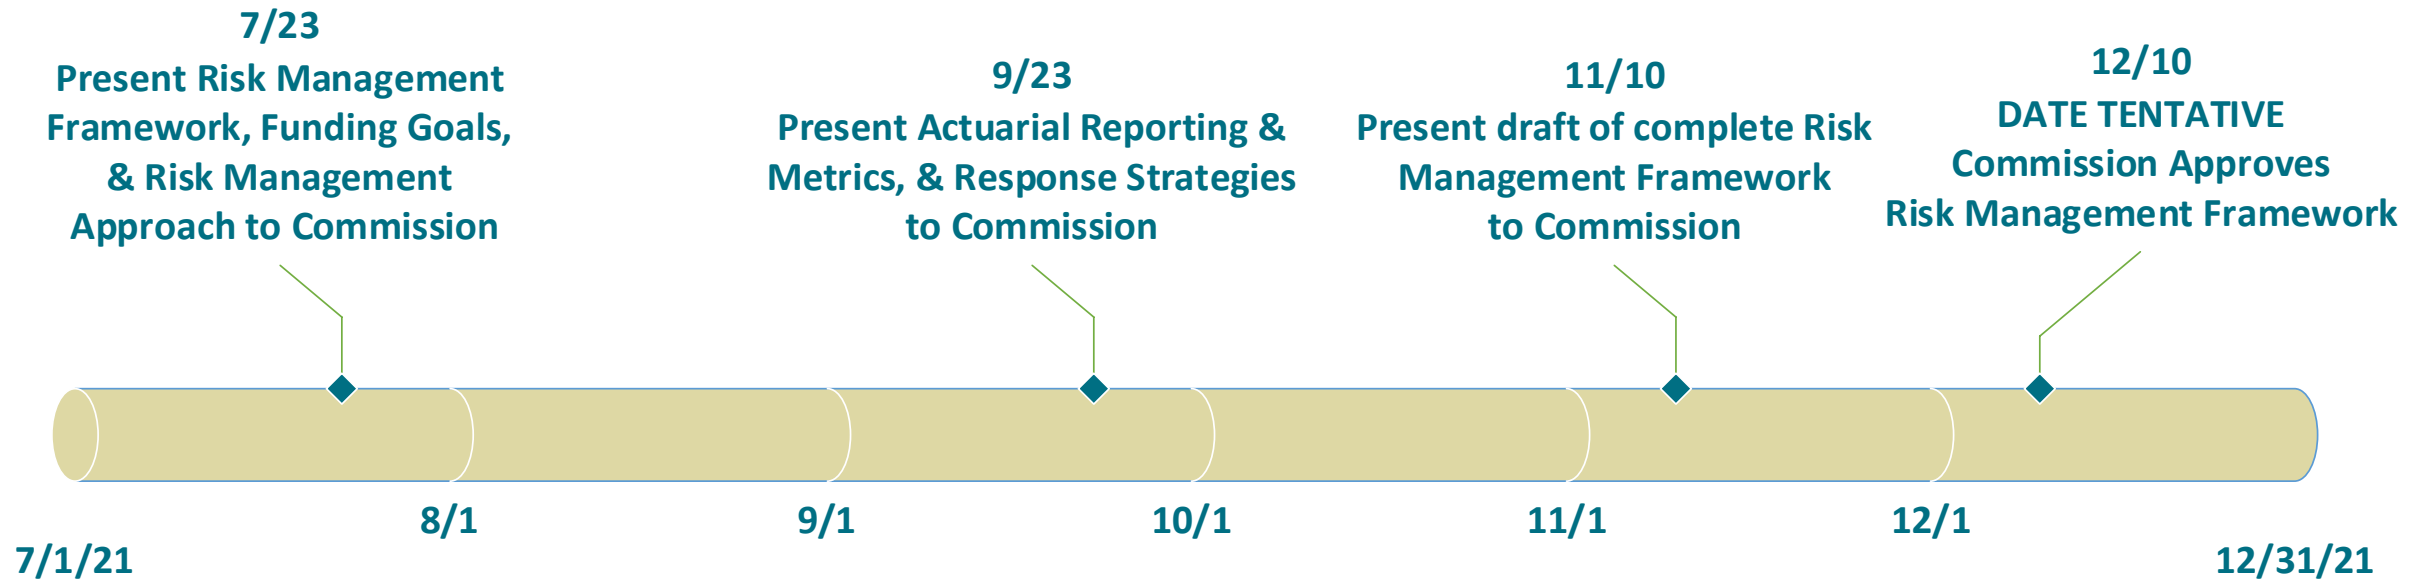 7/23
Present Risk Management
Framework, Funding Goals,
& Risk Management
Approach to Commission
9/23
Present Actuarial Reporting &
Metrics, & Response Strategies
to Commission
11/10
Present draft of complete Risk
Management Framework
to Commission
12/10
DATE TENTATIVE
Commission Approves
Risk Management Framework
8/1
9/1
10/1
11/1
12/1
7/1/21
12/31/21